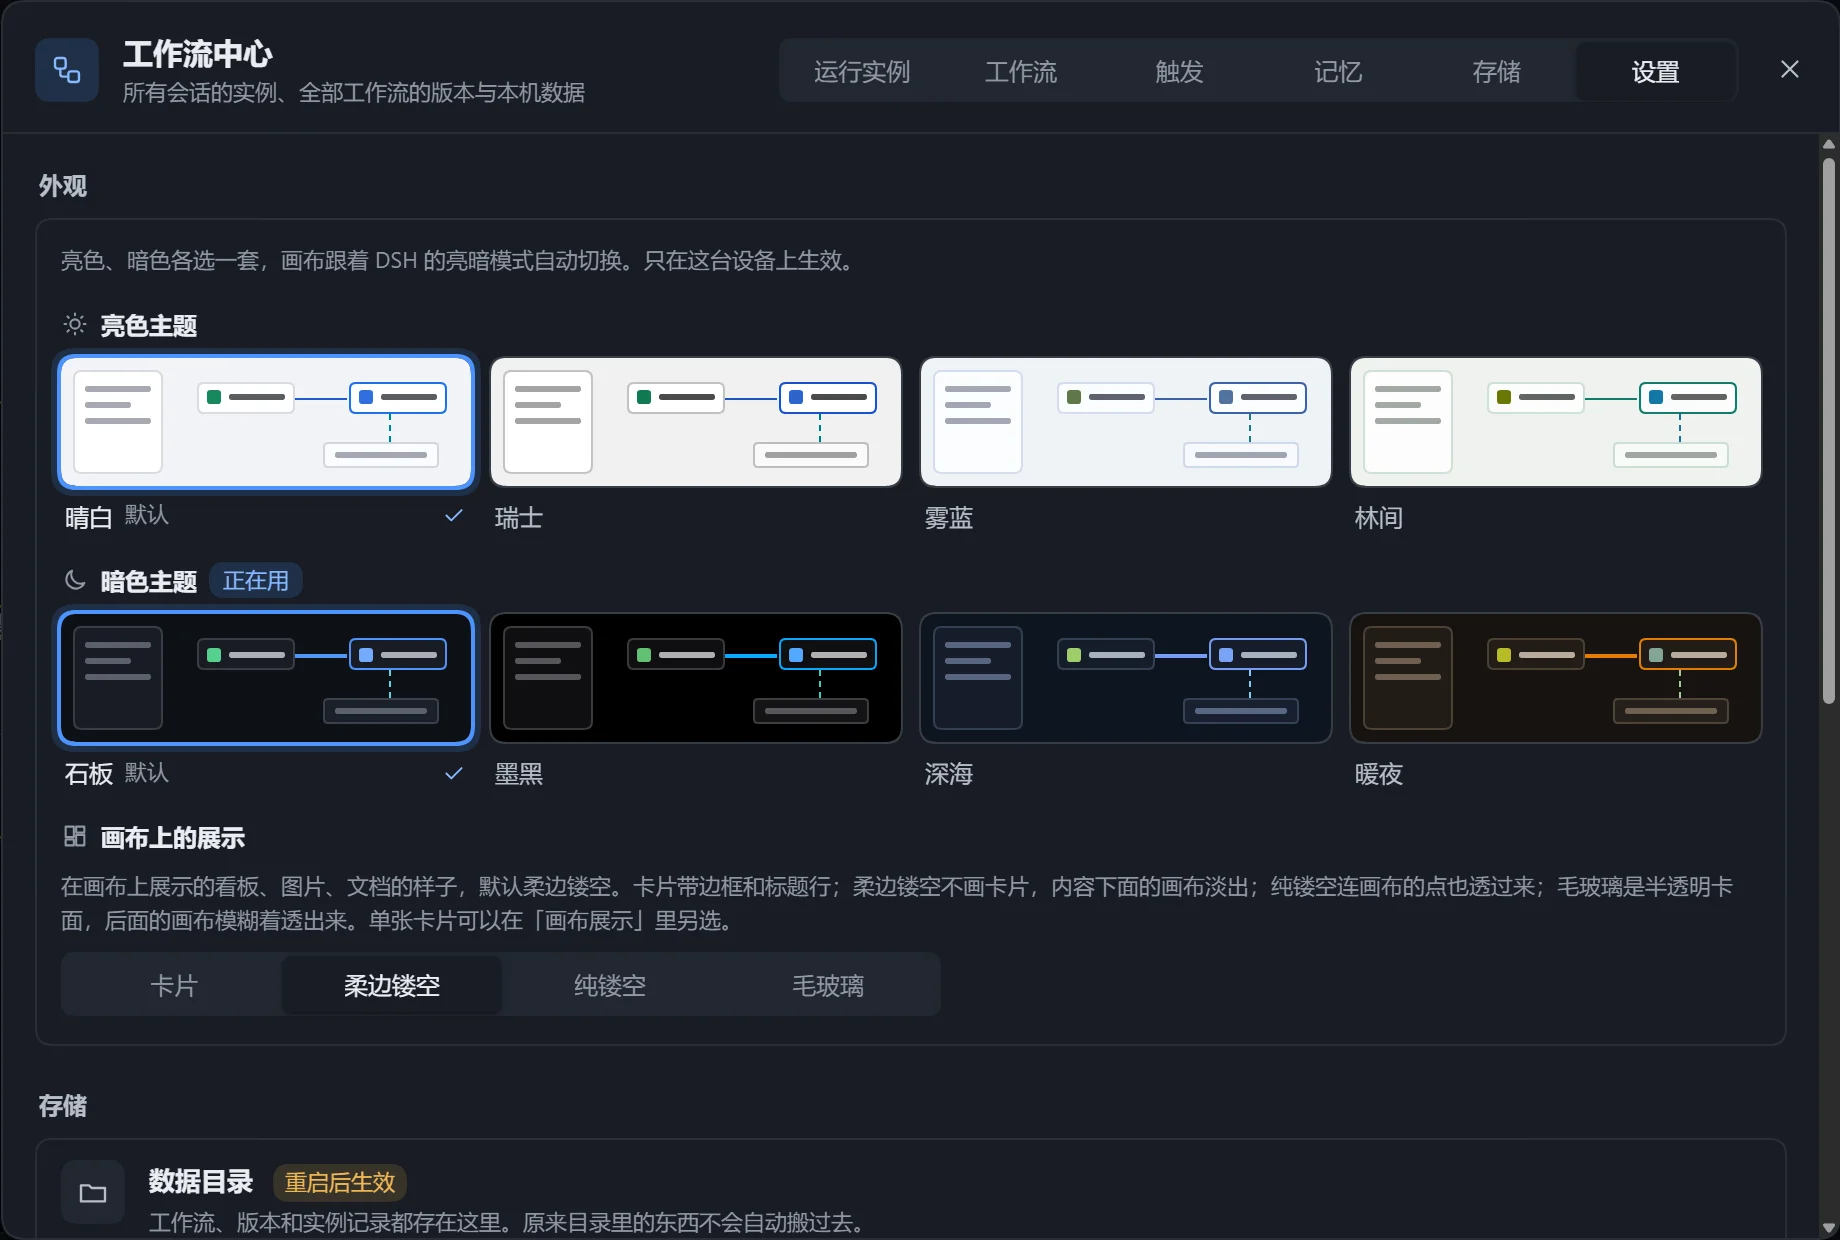 工作流中心
所有会话的实例、全部工作流的版本与本机数据
运行实例
工作流
触发
记忆
存储
设置
外观
亮色、暗色各选一套，画布跟着 DSH 的亮暗模式自动切换。只在这台设备上生效。
亮色主题
晴白 默认
瑞士
雾蓝
林间
暗色主题 正在用
石板 默认
墨黑
深海
暖夜
画布上的展示
在画布上展示的看板、图片、文档的样子，默认柔边镂空。卡片带边框和标题行；柔边镂空不画卡片，内容下面的画布淡出；纯镂空连画布的点也透过来；毛玻璃是半透明卡
面，后面的画布模糊着透出来。单张卡片可以在「画布展示」里另选。
卡片
柔边镂空
纯镂空
毛玻璃
存储
数据目录 重启后生效
工作流、版本和实例记录都存在这里。原来目录里的东西不会自动搬过去。